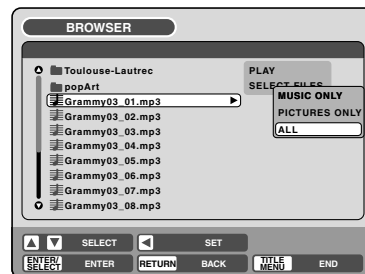 BROWSER
Toulouse-Lautrec
popArt
Grammy03_01.mp3
Grammy03_02.mp3
Grammy03_03.mp3
Grammy03_04.mp3
Grammy03_05.mp3
Grammy03_06.mp3
Grammy03_07.mp3
Grammy03_08.mp3
PLAY
SELECT FILES
MUSIC ONLY
PICTURES ONLY
ALL
SELECT SET
ENTER/SELECT ENTER RETURN BACK TITLE MENU END